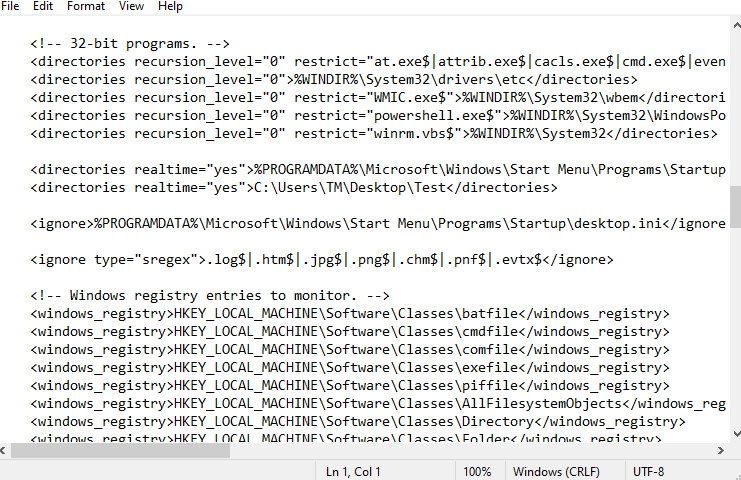 File Edit Format View Help
<!-- 32-bit programs. -->
<directories recursion_level="0" restrict="at.exe$|attrib.exe$|cacls.exe$|cmd.exe$|even
<directories recursion_level="0">%WINDIR%\System32\drivers\etc</directories>
<directories recursion_level="0" restrict="WMIC.exe$">%WINDIR%\System32\wbem</directori
<directories recursion_level="0" restrict="powershell.exe$">%WINDIR%\System32\WindowsPo
<directories recursion_level="0" restrict="winrm.vbs$">%WINDIR%\System32</directories>
<directories realtime="yes">%PROGRAMDATA%\Microsoft\Windows\Start Menu\Programs\Startup
<directories realtime="yes">C:\Users\TM\Desktop\Test</directories>
<ignore>%PROGRAMDATA%\Microsoft\Windows\Start Menu\Programs\Startup\desktop.ini</ignore
<ignore type="sregex">.log$|.htm$|.jpg$|.png$|.chm$|.pnf$|.evtx$</ignore>
<!-- Windows registry entries to monitor. -->
<windows_registry>HKEY_LOCAL_MACHINE\Software\Classes\batfile</windows_registry>
<windows_registry>HKEY_LOCAL_MACHINE\Software\Classes\cmdfile</windows_registry>
<windows_registry>HKEY_LOCAL_MACHINE\Software\Classes\comfile</windows_registry>
<windows_registry>HKEY_LOCAL_MACHINE\Software\Classes\exefile</windows_registry>
<windows_registry>HKEY_LOCAL_MACHINE\Software\Classes\piffile</windows_registry>
<windows_registry>HKEY_LOCAL_MACHINE\Software\Classes\AllFilesystemObjects</windows_reg
<windows_registry>HKEY_LOCAL_MACHINE\Software\Classes\Directory</windows_registry>
<windows_registry>HKEY_LOCAL_MACHINE\Software\Classes\Folder</windows_registry>
Ln 1, Col 1 100% Windows (CRLF) UTF-8